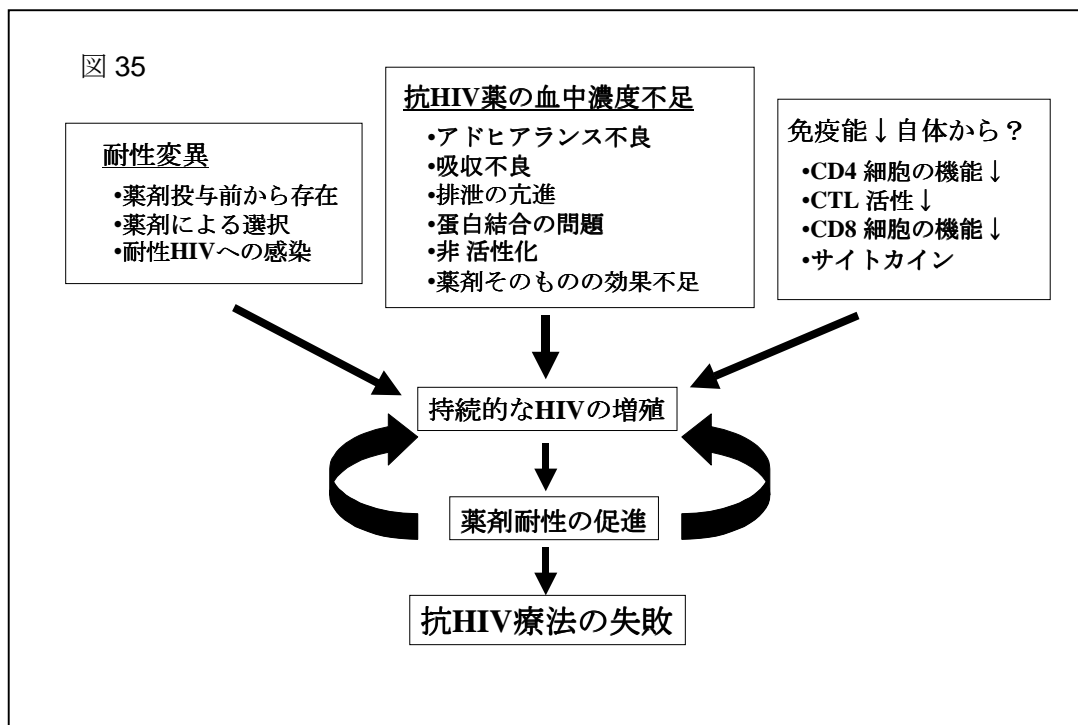 図 35
耐性変異
•薬剤投与前から存在
•薬剤による選択
•耐性HIVへの感染
抗HIV薬の血中濃度不足
•アドヒアランス不良
•吸収不良
•排泄の亢進
•蛋白結合の問題
•非 活性化
•薬剤そのものの効果不足
免疫能↓自体から？
•CD4 細胞の機能↓
•CTL 活性↓
•CD8 細胞の機能↓
•サイトカイン
持続的なHIVの増殖
薬剤耐性の促進
抗HIV療法の失敗